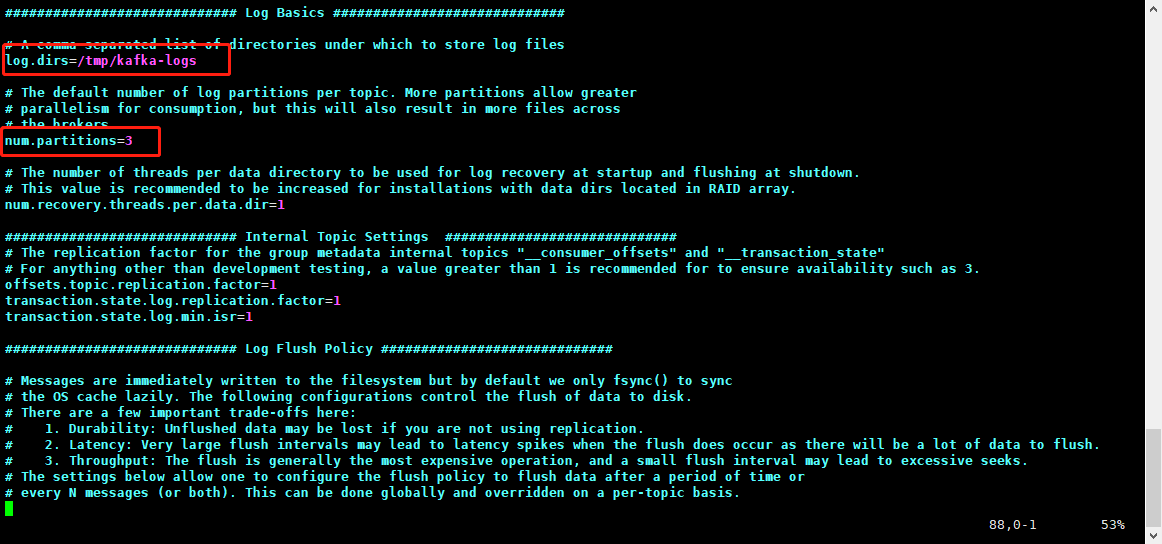 ############################# Log Basics #############################
# A comma separated list of directories under which to store log files
log.dirs=/tmp/kafka-logs
# The default number of log partitions per topic. More partitions allow greater
# parallelism for consumption, but this will also result in more files across
# the brokers.
num.partitions=3
# The number of threads per data directory to be used for log recovery at startup and flushing at shutdown.
# This value is recommended to be increased for installations with data dirs located in RAID array.
num.recovery.threads.per.data.dir=1
############################# Internal Topic Settings  #############################
# The replication factor for the group metadata internal topics "__consumer_offsets" and "__transaction_state"
# For anything other than development testing, a value greater than 1 is recommended for to ensure availability such as 3.
offsets.topic.replication.factor=1
transaction.state.log.replication.factor=1
transaction.state.log.min.isr=1
############################# Log Flush Policy #############################
# Messages are immediately written to the filesystem but by default we only fsync() to sync
# the OS cache lazily. The following configurations control the flush of data to disk.
# There are a few important trade-offs here:
#    1. Durability: Unflushed data may be lost if you are not using replication.
#    2. Latency: Very large flush intervals may lead to latency spikes when the flush does occur as there will be a lot of data to flush.
#    3. Throughput: The flush is generally the most expensive operation, and a small flush interval may lead to excessive seeks.
# The settings below allow one to configure the flush policy to flush data after a period of time or
# every N messages (or both). This can be done globally and overridden on a per-topic basis.
88,0-1 53%